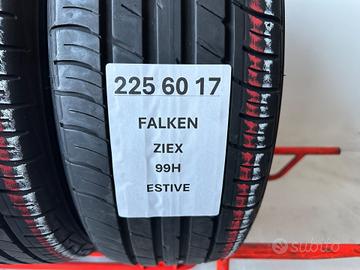 225 60 17
FALKEN
ZIEX
99H
ESTIVE
subito